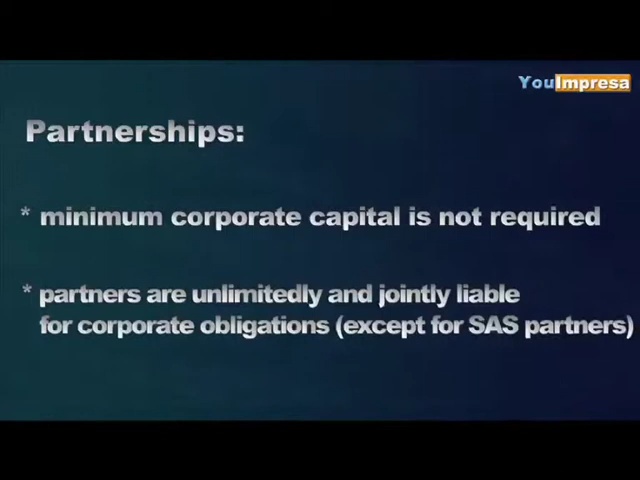 YouImpresa
Partnerships:
* minimum corporate capital is not required
* partners are unlimitedly and jointly liable
for corporate obligations (except for SAS partners)